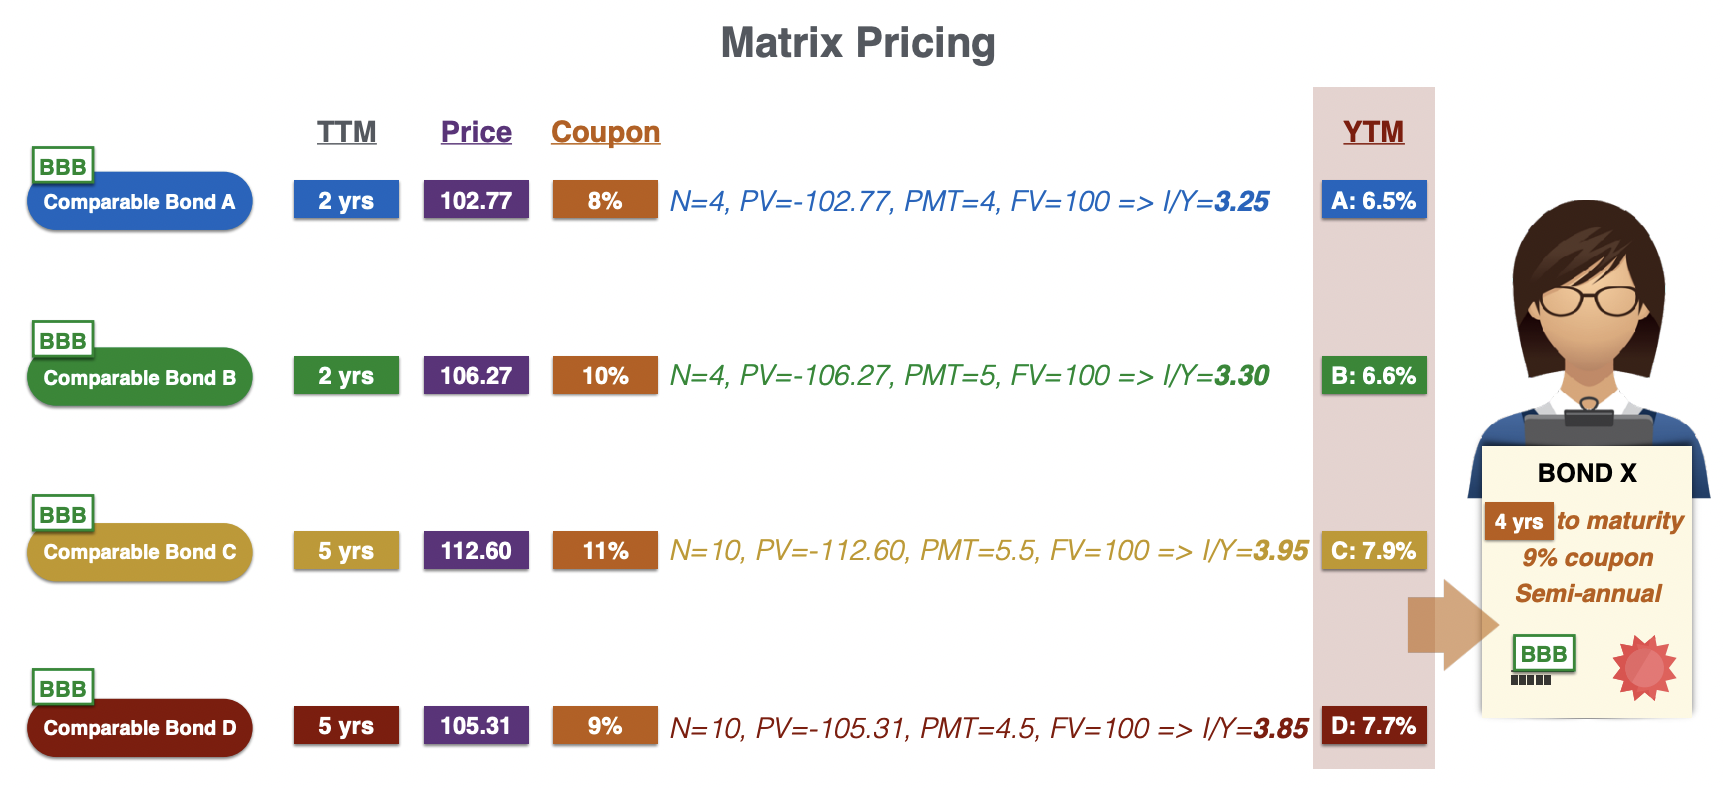 Matrix Pricing
TTM Price Coupon YTM
BBB
Comparable Bond A 2 yrs 102.77 8% N=4, PV=-102.77, PMT=4, FV=100 => I/Y=3.25 A: 6.5%
BBB
Comparable Bond B 2 yrs 106.27 10% N=4, PV=-106.27, PMT=5, FV=100 => I/Y=3.30 B: 6.6%
BBB
Comparable Bond C 5 yrs 112.60 11% N=10, PV=-112.60, PMT=5.5, FV=100 => I/Y=3.95 C: 7.9%
BBB
Comparable Bond D 5 yrs 105.31 9% N=10, PV=-105.31, PMT=4.5, FV=100 => I/Y=3.85 D: 7.7%
BOND X
4 yrs to maturity
9% coupon
Semi-annual
BBB